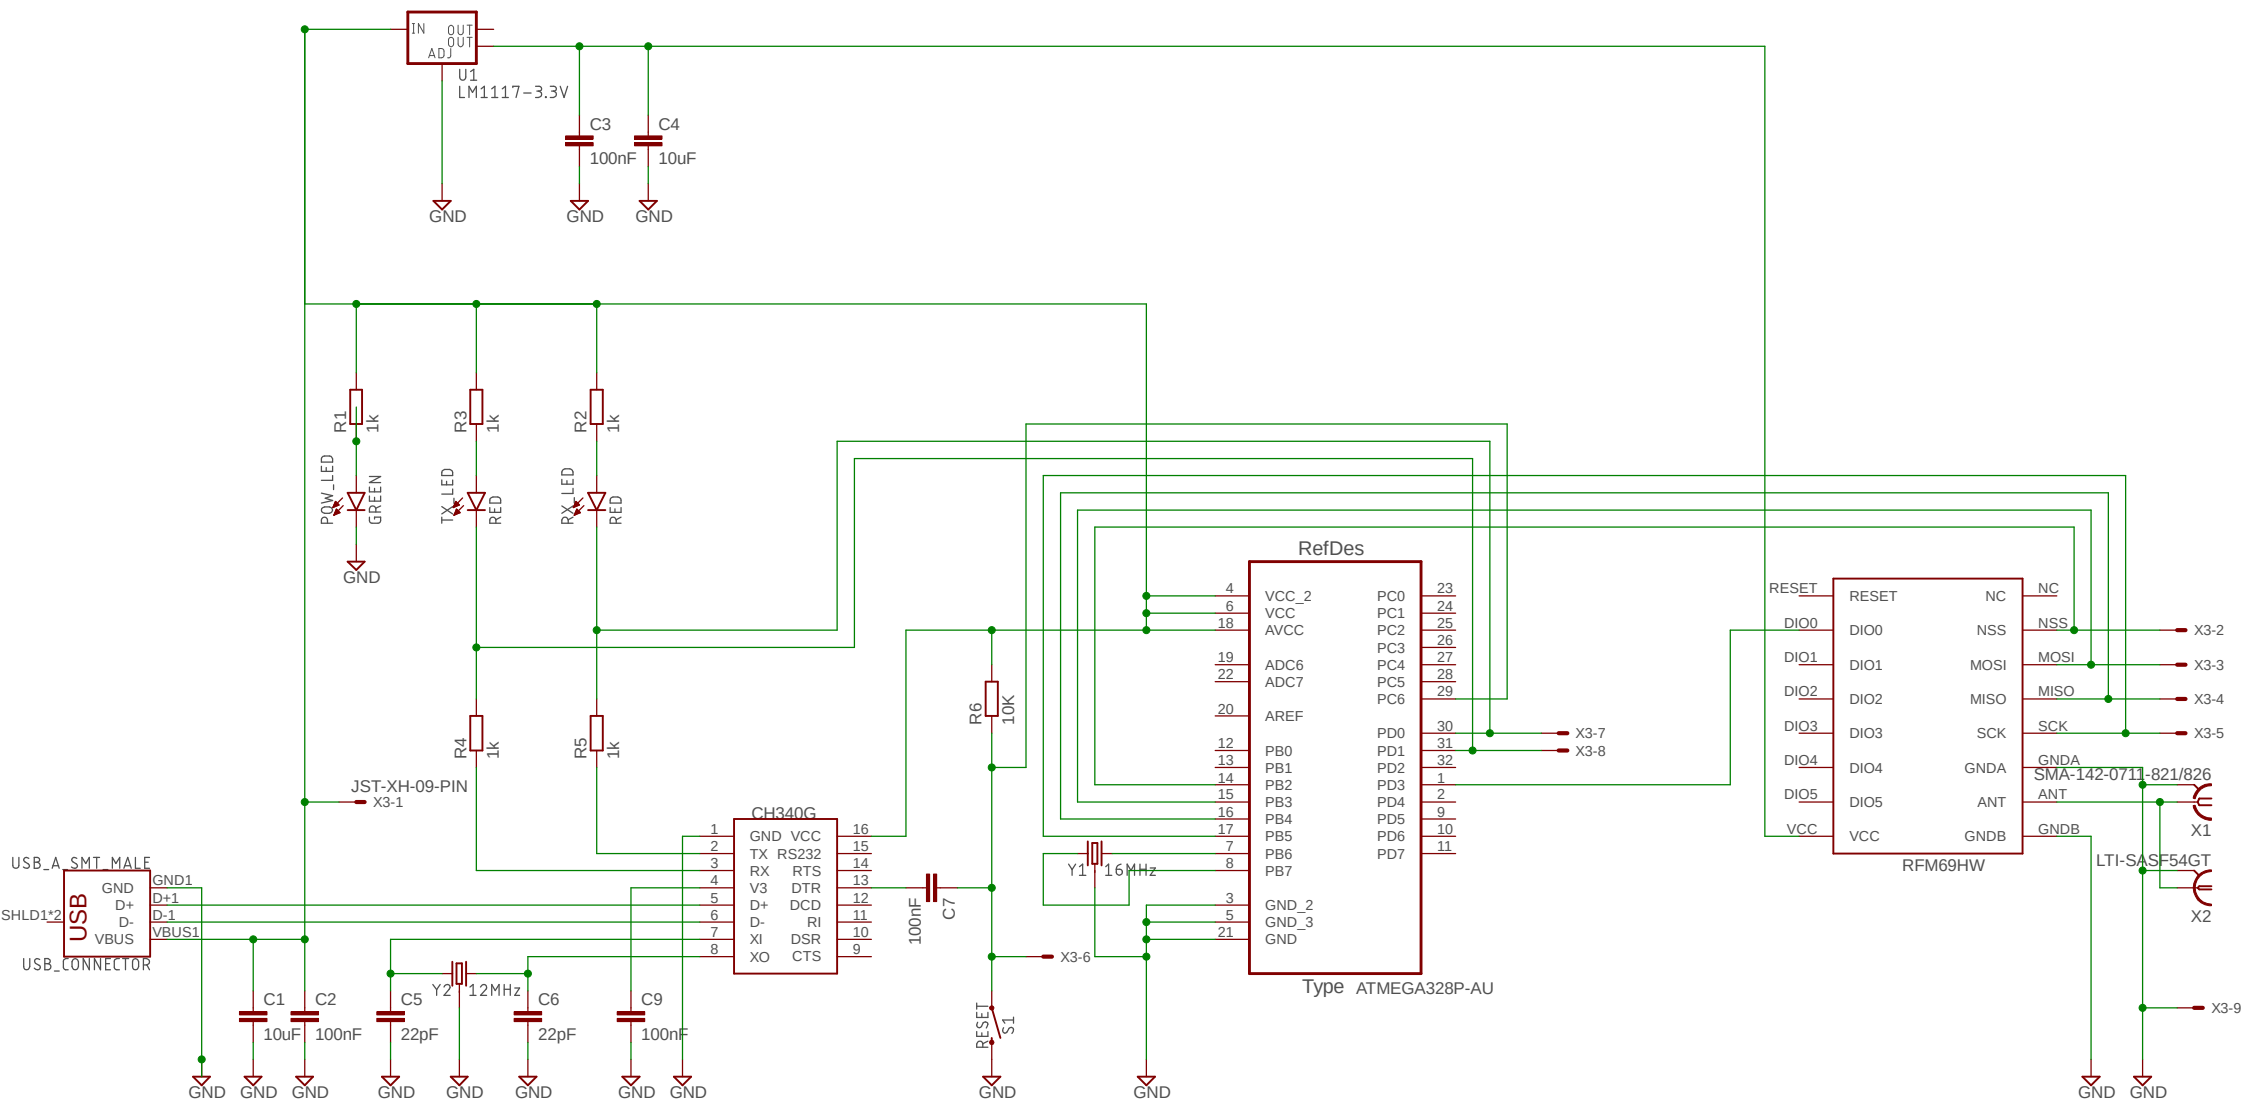 IN
OUT
OUT
ADJ
U1
LM1117-3.3V
C3
100nF
C4
10uF
GND
GND
GND
R1
1k
R3
1k
R2
1k
POW_LED
GREEN
TX_LED
RED
RX_LED
RED
GND
R4
1k
R5
1k
R6
10K
JST-XH-09-PIN
X3-1
USB_A_SMT_MALE
GND
GND1
D+
D+1
D-
D-1
VBUS
VBUS1
SHLD1*2
USB
USB_CONNECTOR
C1
10uF
C2
100nF
C5
22pF
Y2
12MHz
C6
22pF
C9
100nF
CH340G
1 GND VCC 16
2 TX RS232 15
3 RX RTS 14
4 V3 DTR 13
5 D+ DCD 12
6 D- RI 11
7 XI DSR 10
8 XO CTS 9
100nF
C7
X3-6
RESET
S1
GND
GND
GND
GND
GND
GND
GND
GND
GND
GND
GND
GND
RefDes
4 VCC_2 PC0 23
6 VCC PC1 24
18 AVCC PC2 25
PC3 26
19 ADC6 PC4 27
22 ADC7 PC5 28
PC6 29
20 AREF
PD0 30
12 PB0 PD1 31
13 PB1 PD2 32
14 PB2 PD3 1
15 PB3 PD4 2
16 PB4 PD5 9
17 PB5 PD6 10
7 PB6 PD7 11
8 PB7
3 GND_2
5 GND_3
21 GND
Y1
16MHz
Type ATMEGA328P-AU
X3-7
X3-8
RESET RESET NC NC
DIO0 DIO0 NSS NSS
DIO1 DIO1 MOSI MOSI
DIO2 DIO2 MISO MISO
DIO3 DIO3 SCK SCK
DIO4 DIO4 GNDA GNDA
DIO5 DIO5 ANT ANT
VCC VCC GNDB GNDB
RFM69HW
X3-2
X3-3
X3-4
X3-5
SMA-142-0711-821/826
X1
LTI-SASF54GT
X2
X3-9